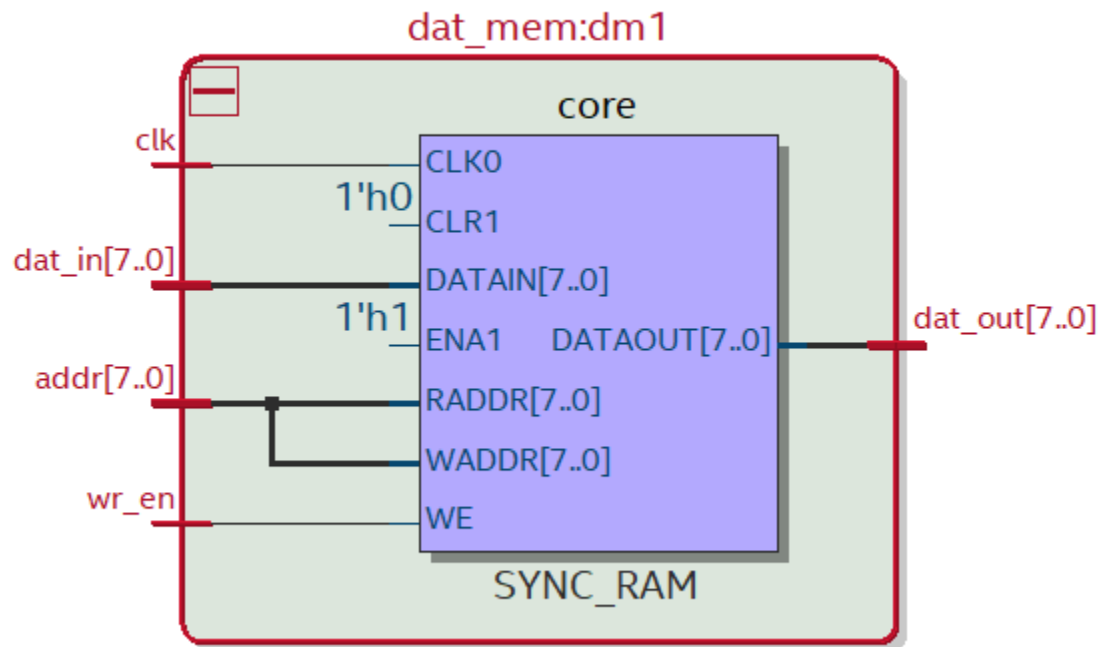 dat_mem:dm1
core
clk
CLK0
1'h0
CLR1
dat_in[7..0]
DATAIN[7..0]
1'h1
ENA1
DATAOUT[7..0]
dat_out[7..0]
addr[7..0]
RADDR[7..0]
WADDR[7..0]
wr_en
WE
SYNC_RAM